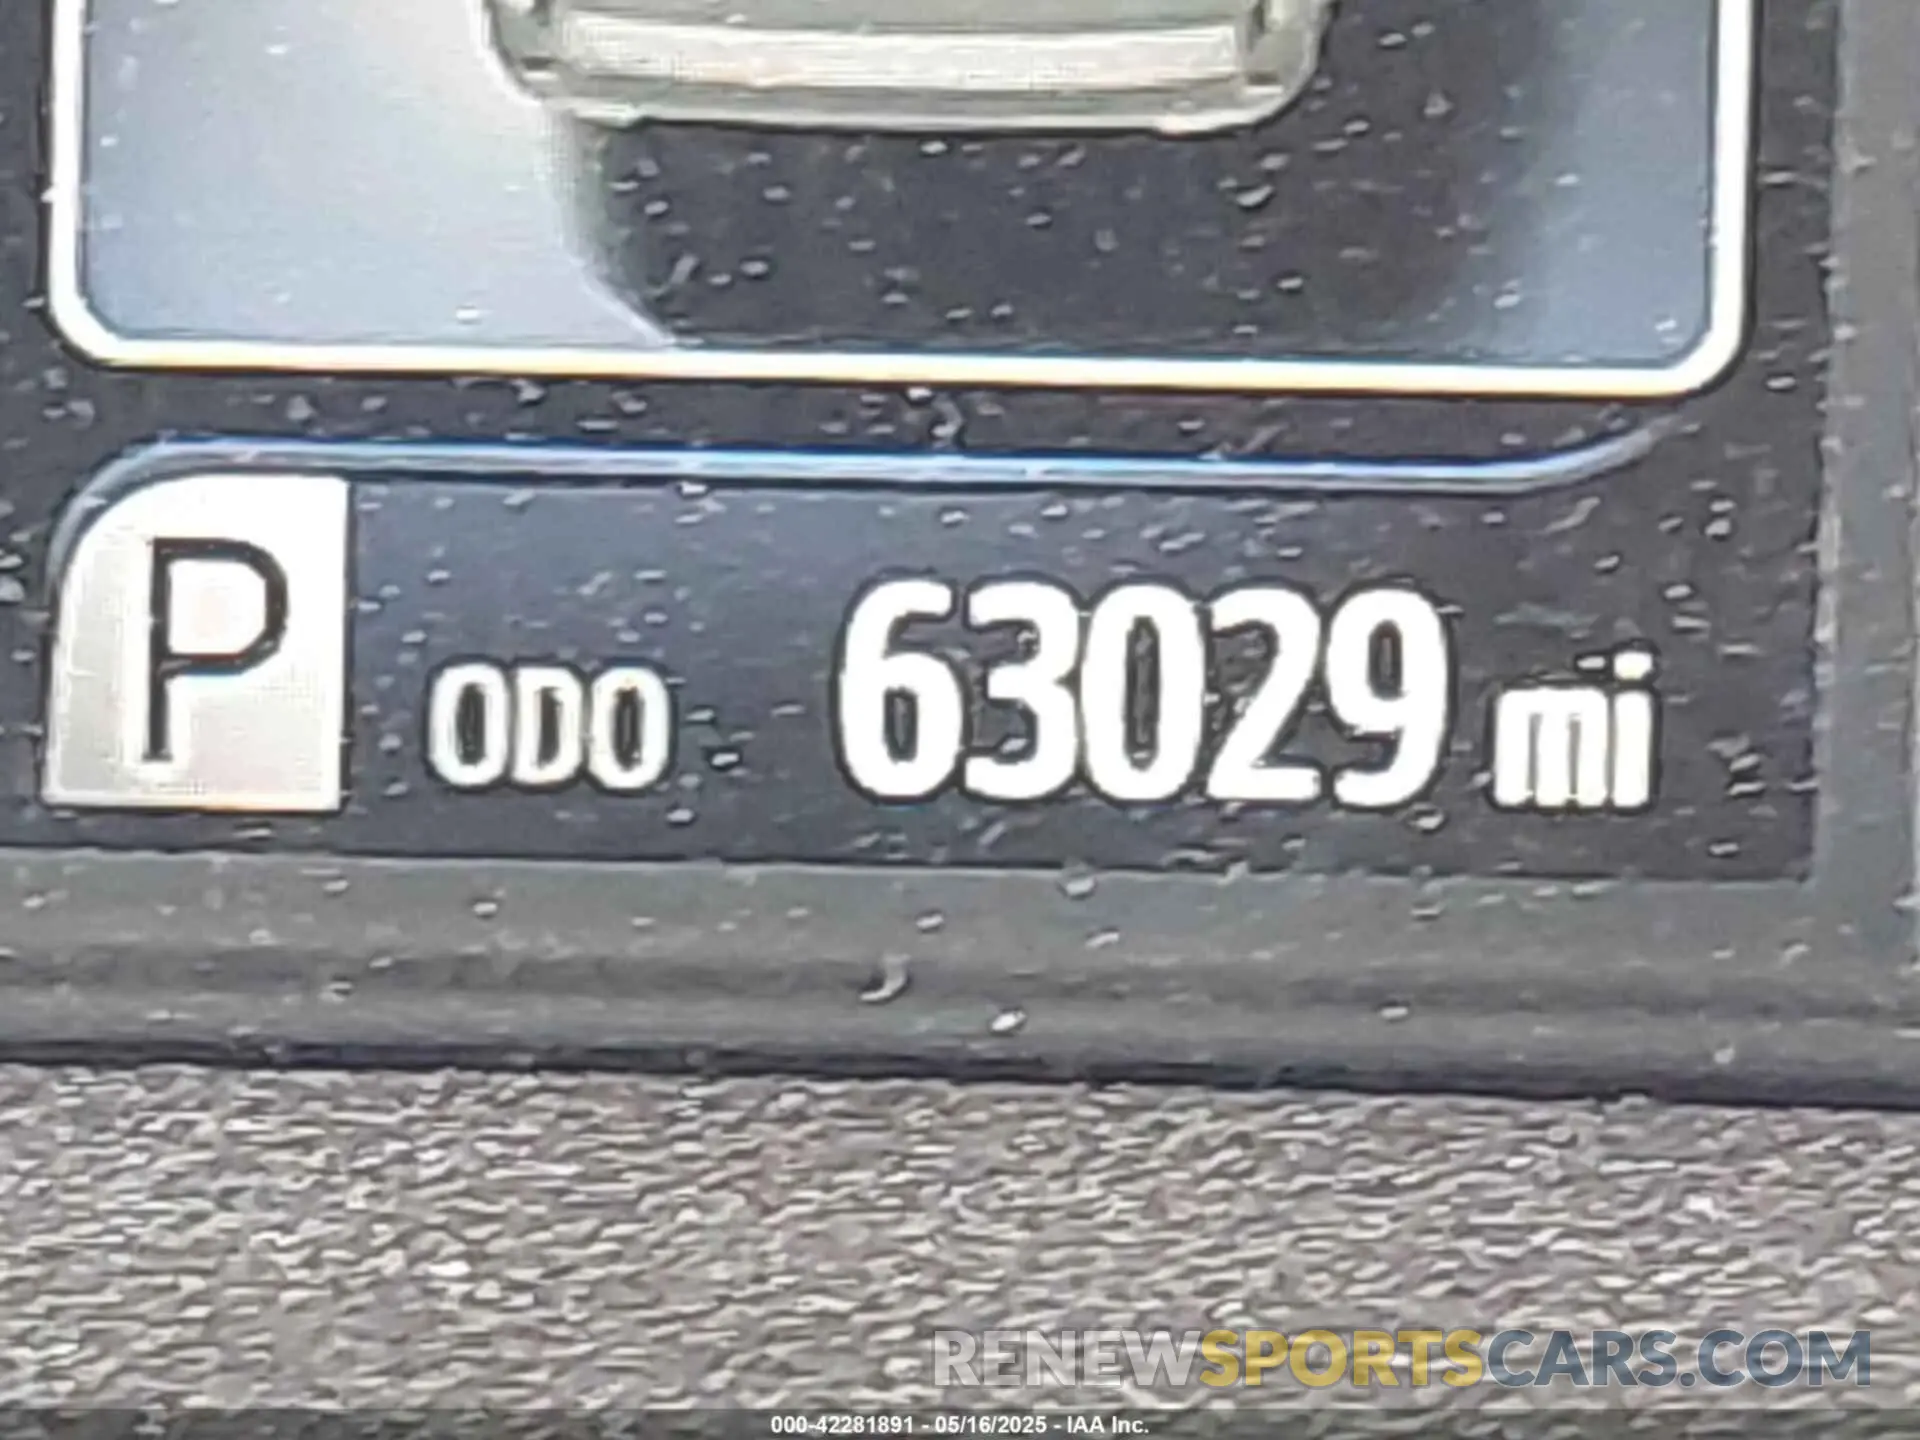 P ODO 63029 mi
RENEWSPORTSCARS.COM
000-42281891 - 05/16/2025 - IAA Inc.